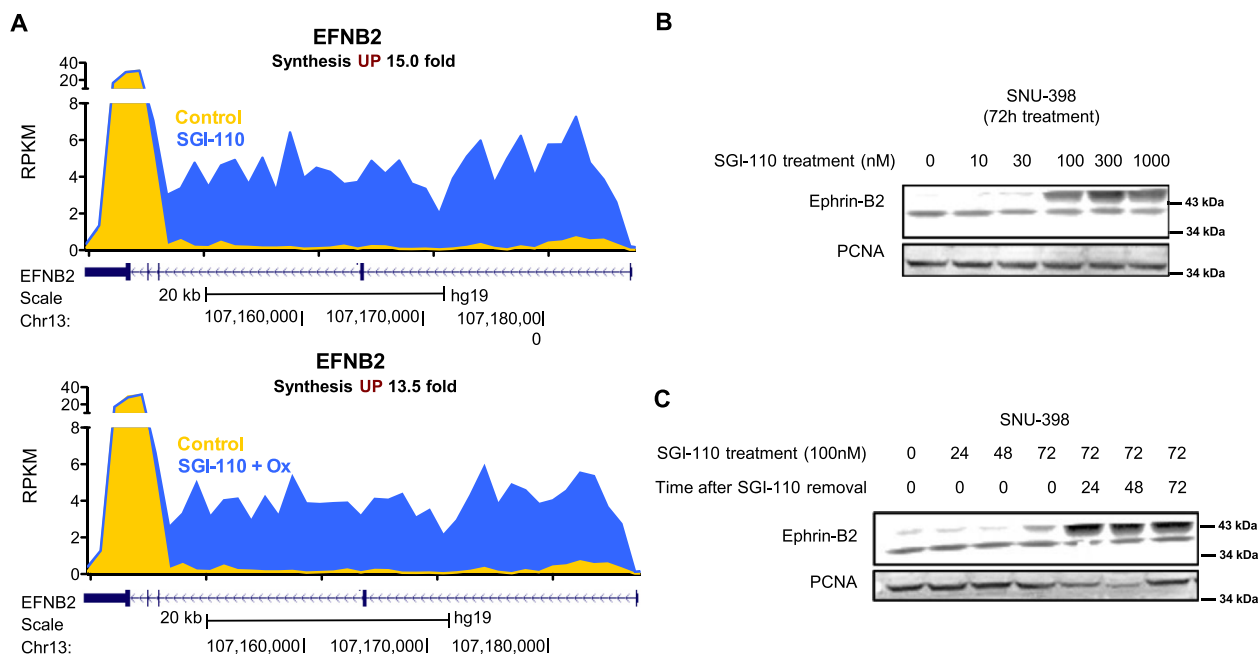 A
EFNB2
Synthesis UP 15.0 fold
40
20
8
6
4
2
0
RPKM
Control
SGI-110
EFNB2
Scale
20 kb
hg19
Chr13:
107,160,000
107,170,000
107,180,00
0
EFNB2
Synthesis UP 13.5 fold
40
20
8
6
4
2
0
RPKM
Control
SGI-110 + Ox
EFNB2
Scale
20 kb
hg19
Chr13:
107,160,000
107,170,000
107,180,000
B
SNU-398
(72h treatment)
SGI-110 treatment (nM) 0 10 30 100 300 1000
Ephrin-B2
43 kDa
34 kDa
PCNA
34 kDa
C
SNU-398
SGI-110 treatment (100nM) 0 24 48 72 72 72 72
Time after SGI-110 removal 0 0 0 0 24 48 72
Ephrin-B2
43 kDa
34 kDa
PCNA
34 kDa